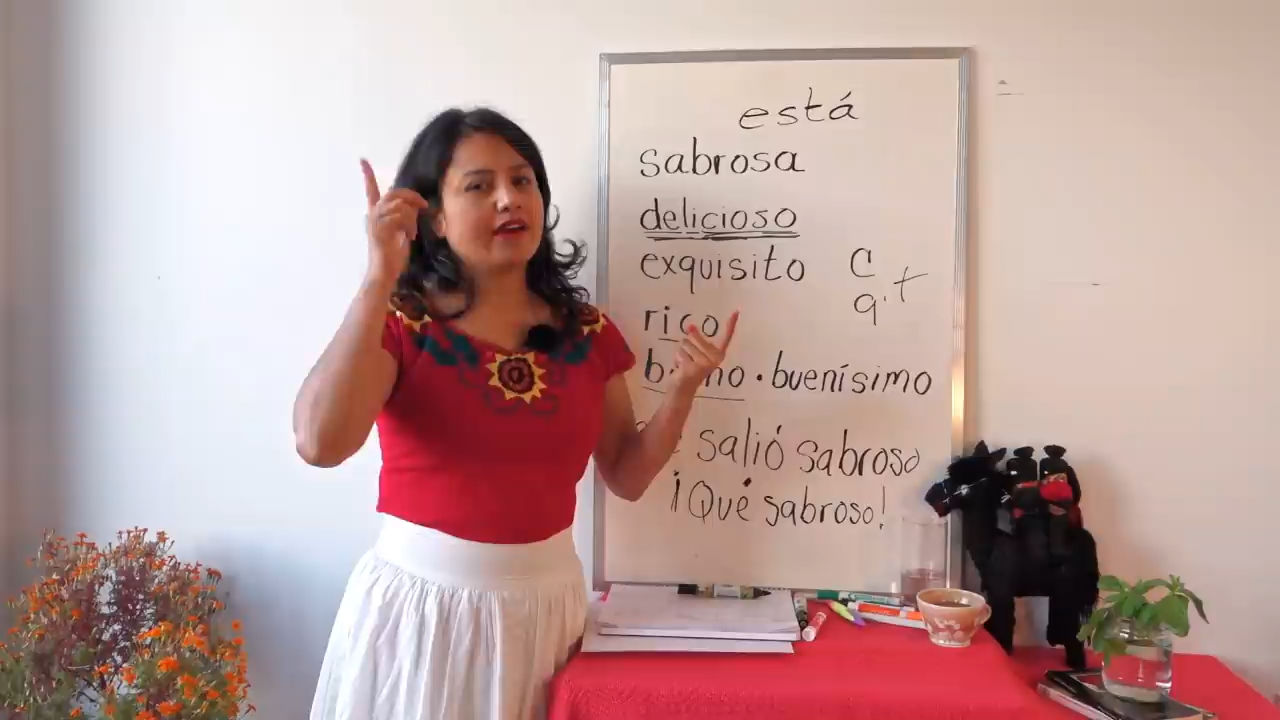 está
sabrosa
delicioso
exquisito
c
q. t
rico
buenísimo
salió sabroso
¡Qué sabroso!